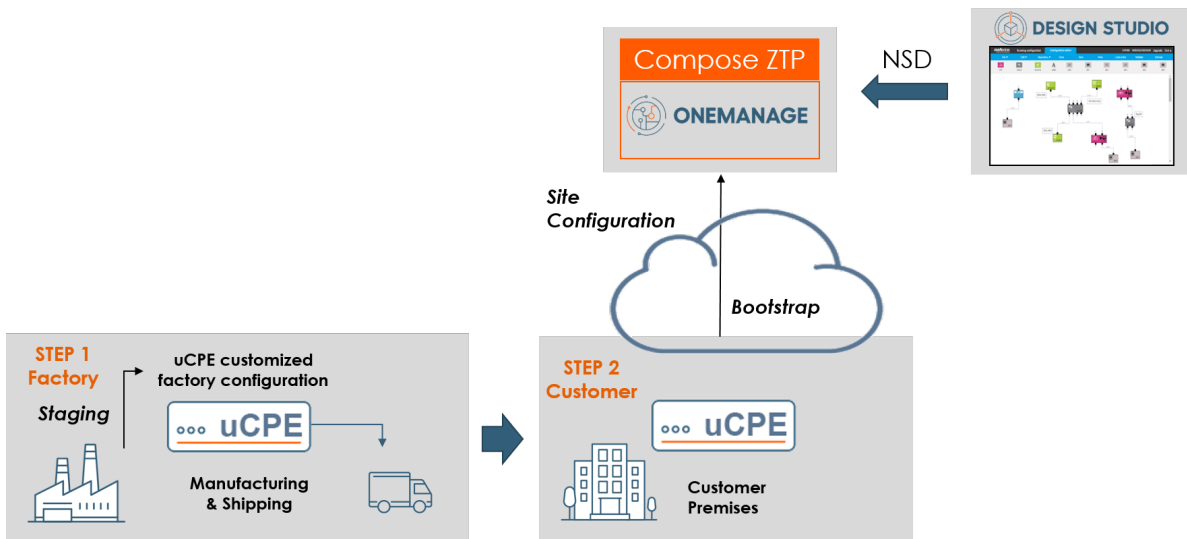 DESIGN STUDIO
Compose ZTP
NSD
ONEMANAGE
Site
Configuration
Bootstrap
STEP 1
Factory
uCPE customized
factory configuration
Staging
uCPE
Manufacturing
& Shipping
STEP 2
Customer
uCPE
Customer
Premises